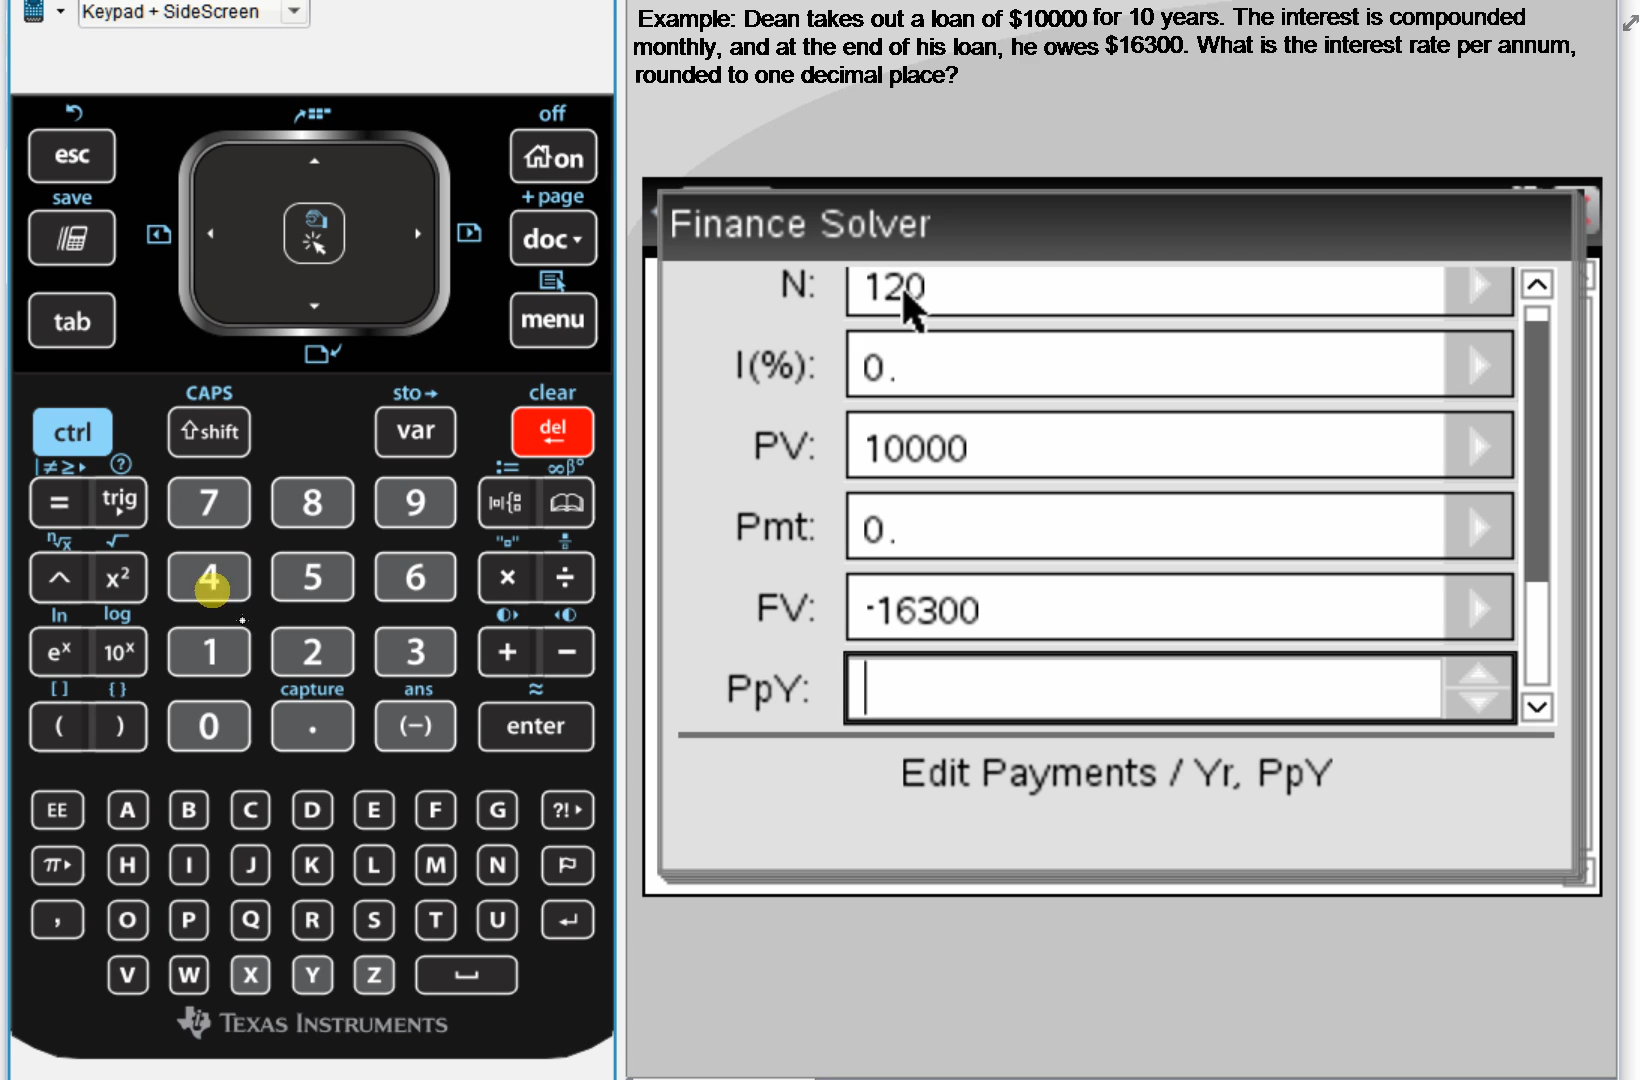 Keypad + SideScreen
Example: Dean takes out a loan of $10000 for 10 years. The interest is compounded
monthly, and at the end of his loan, he owes $16300. What is the interest rate per annum,
rounded to one decimal place?
off
esc
on
save
+ page
doc
tab
menu
CAPS
sto→
clear
ctrl
⇧shift
var
del
←
|≠≥▸
?
:=
∞β°
=
trig
7
8
9
ⁿ√x
√
"▫"
^
x²
4
5
6
×
÷
ln
log
eˣ
10ˣ
1
2
3
+
−
[ ]
{ }
capture
ans
≈
(
)
0
.
(−)
enter
EE
A
B
C
D
E
F
G
?!▸
π▸
H
I
J
K
L
M
N
,
O
P
Q
R
S
T
U
↵
V
W
X
Y
Z
TEXAS INSTRUMENTS
Finance Solver
N: 120
I(%): 0.
PV: 10000
Pmt: 0.
FV: -16300
PpY:
Edit Payments / Yr, PpY